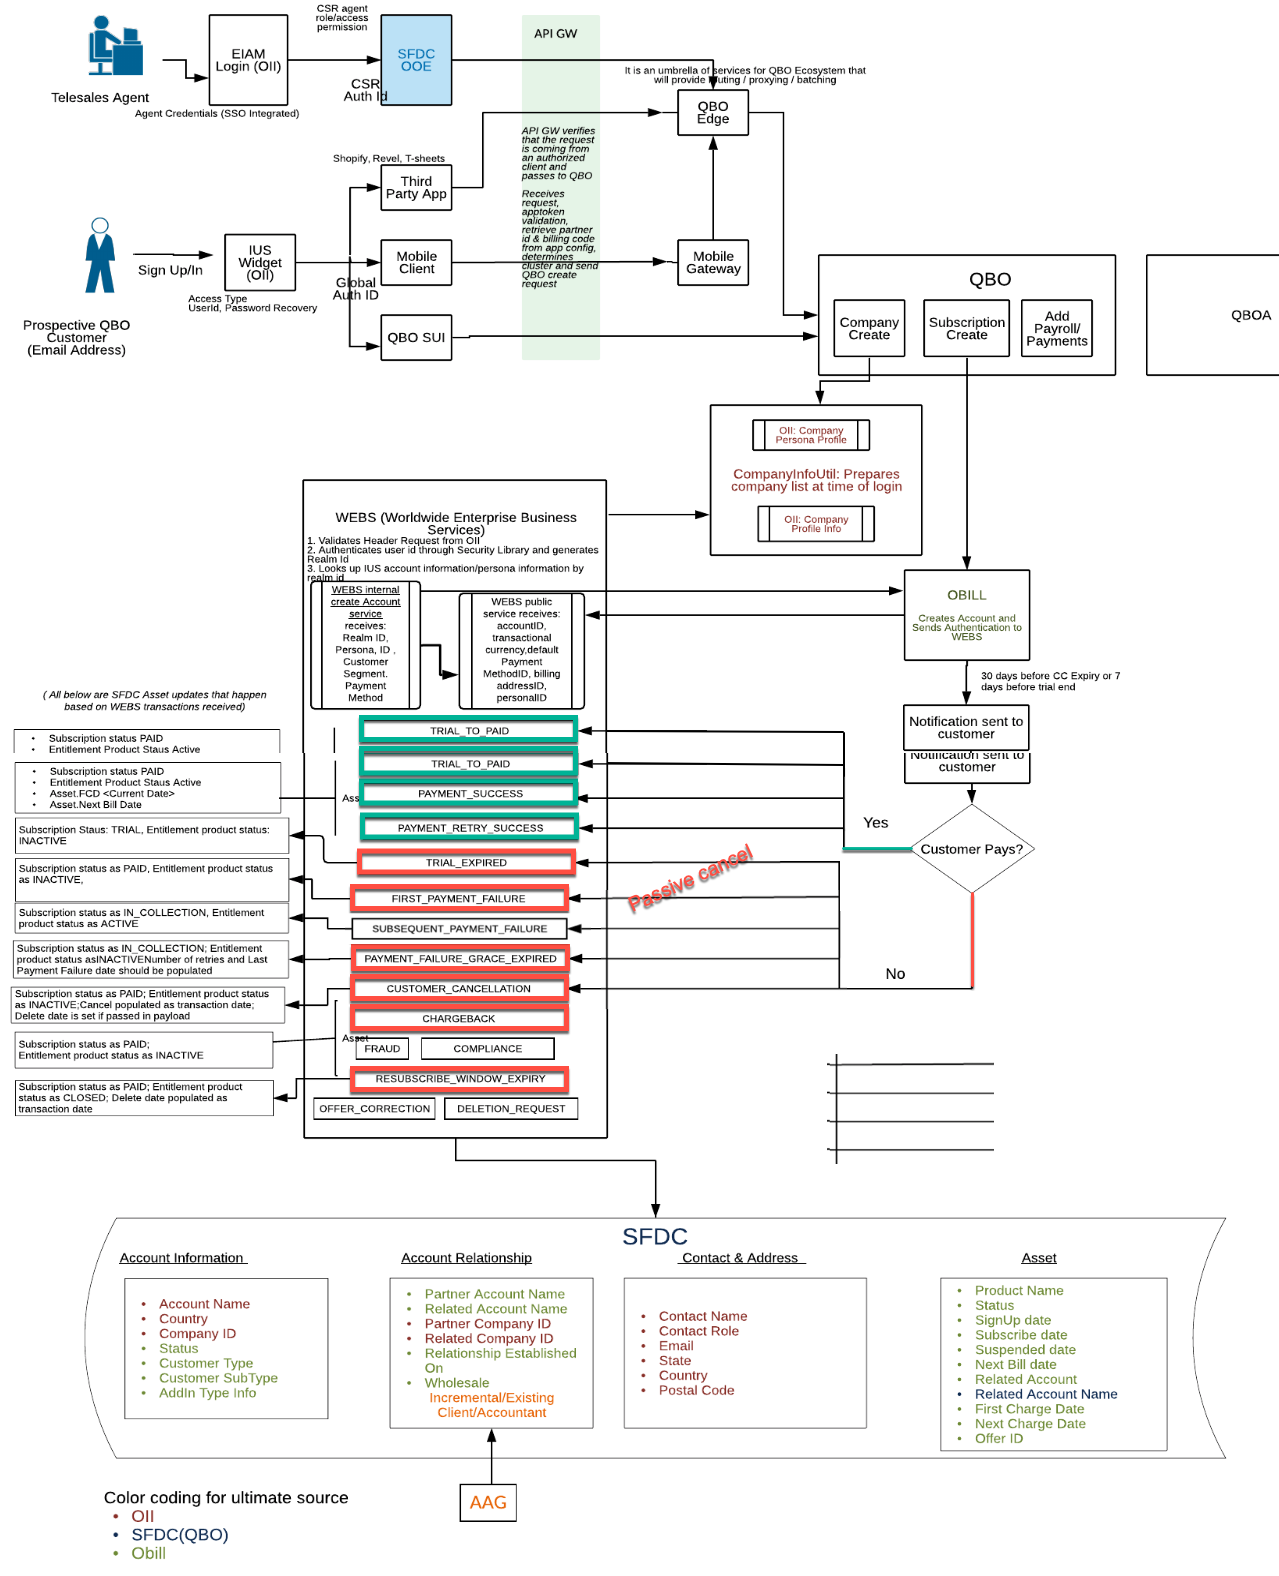 CSR agent
role/access
permission
API GW
EIAM
Login (OII)
SFDC
OOE
It is an umbrella of services for QBO Ecosystem that
will provide routing / proxying / batching
CSR
Auth Id
Telesales Agent
Agent Credentials (SSO Integrated)
QBO
Edge
API GW verifies
that the request
is coming from
an authorized
client and
passes to QBO
Receives
request,
apptoken
validation,
retrieve partner
id & billing code
from app config,
determines
cluster and send
QBO create
request
Shopify, Revel, T-sheets
Third
Party App
IUS
Widget
(OII)
Mobile
Client
Mobile
Gateway
Sign Up/In
Global
Auth ID
Access Type
UserId, Password Recovery
Prospective QBO
Customer
(Email Address)
QBO SUI
QBO
Company
Create
Subscription
Create
Add
Payroll/
Payments
QBOA
OII: Company
Persona Profile
CompanyInfoUtil: Prepares
company list at time of login
OII: Company
Profile Info
WEBS (Worldwide Enterprise Business
Services)
1. Validates Header Request from OII
2. Authenticates user id through Security Library and generates
Realm Id
3. Looks up IUS account information/persona information by
realm id
WEBS internal
create Account
service
receives:
Realm ID,
Persona, ID ,
Customer
Segment.
Payment
Method
WEBS public
service receives:
accountID,
transactional
currency,default
Payment
MethodID, billing
addressID,
personalID
OBILL
Creates Account and
Sends Authentication to
WEBS
30 days before CC Expiry or 7
days before trial end
Notification sent to
customer
Notification sent to
customer
( All below are SFDC Asset updates that happen
based on WEBS transactions received)
• Subscription status PAID
• Entitlement Product Staus Active
• Subscription status PAID
• Entitlement Product Staus Active
• Asset.FCD <Current Date>
• Asset.Next Bill Date
Ass
TRIAL_TO_PAID
TRIAL_TO_PAID
PAYMENT_SUCCESS
PAYMENT_RETRY_SUCCESS
Yes
Customer Pays?
Subscription Staus: TRIAL, Entitlement product status:
INACTIVE
TRIAL_EXPIRED
Passive cancel
Subscription status as PAID, Entitlement product status
as INACTIVE,
FIRST_PAYMENT_FAILURE
Subscription status as IN_COLLECTION, Entitlement
product status as ACTIVE
SUBSEQUENT_PAYMENT_FAILURE
Subscription status as IN_COLLECTION; Entitlement
product status asINACTIVENumber of retries and Last
Payment Failure date should be populated
PAYMENT_FAILURE_GRACE_EXPIRED
No
Subscription status as PAID; Entitlement product status
as INACTIVE;Cancel populated as transaction date;
Delete date is set if passed in payload
CUSTOMER_CANCELLATION
CHARGEBACK
Subscription status as PAID;
Entitlement product status as INACTIVE
Asset
FRAUD
COMPLIANCE
RESUBSCRIBE_WINDOW_EXPIRY
Subscription status as PAID; Entitlement product
status as CLOSED; Delete date populated as
transaction date
OFFER_CORRECTION
DELETION_REQUEST
SFDC
Account Information
• Account Name
• Country
• Company ID
• Status
• Customer Type
• Customer SubType
• AddIn Type Info
Account Relationship
• Partner Account Name
• Related Account Name
• Partner Company ID
• Related Company ID
• Relationship Established
On
• Wholesale
Incremental/Existing
Client/Accountant
Contact & Address
• Contact Name
• Contact Role
• Email
• State
• Country
• Postal Code
Asset
• Product Name
• Status
• SignUp date
• Subscribe date
• Suspended date
• Next Bill date
• Related Account
• Related Account Name
• First Charge Date
• Next Charge Date
• Offer ID
AAG
Color coding for ultimate source
• OII
• SFDC(QBO)
• Obill